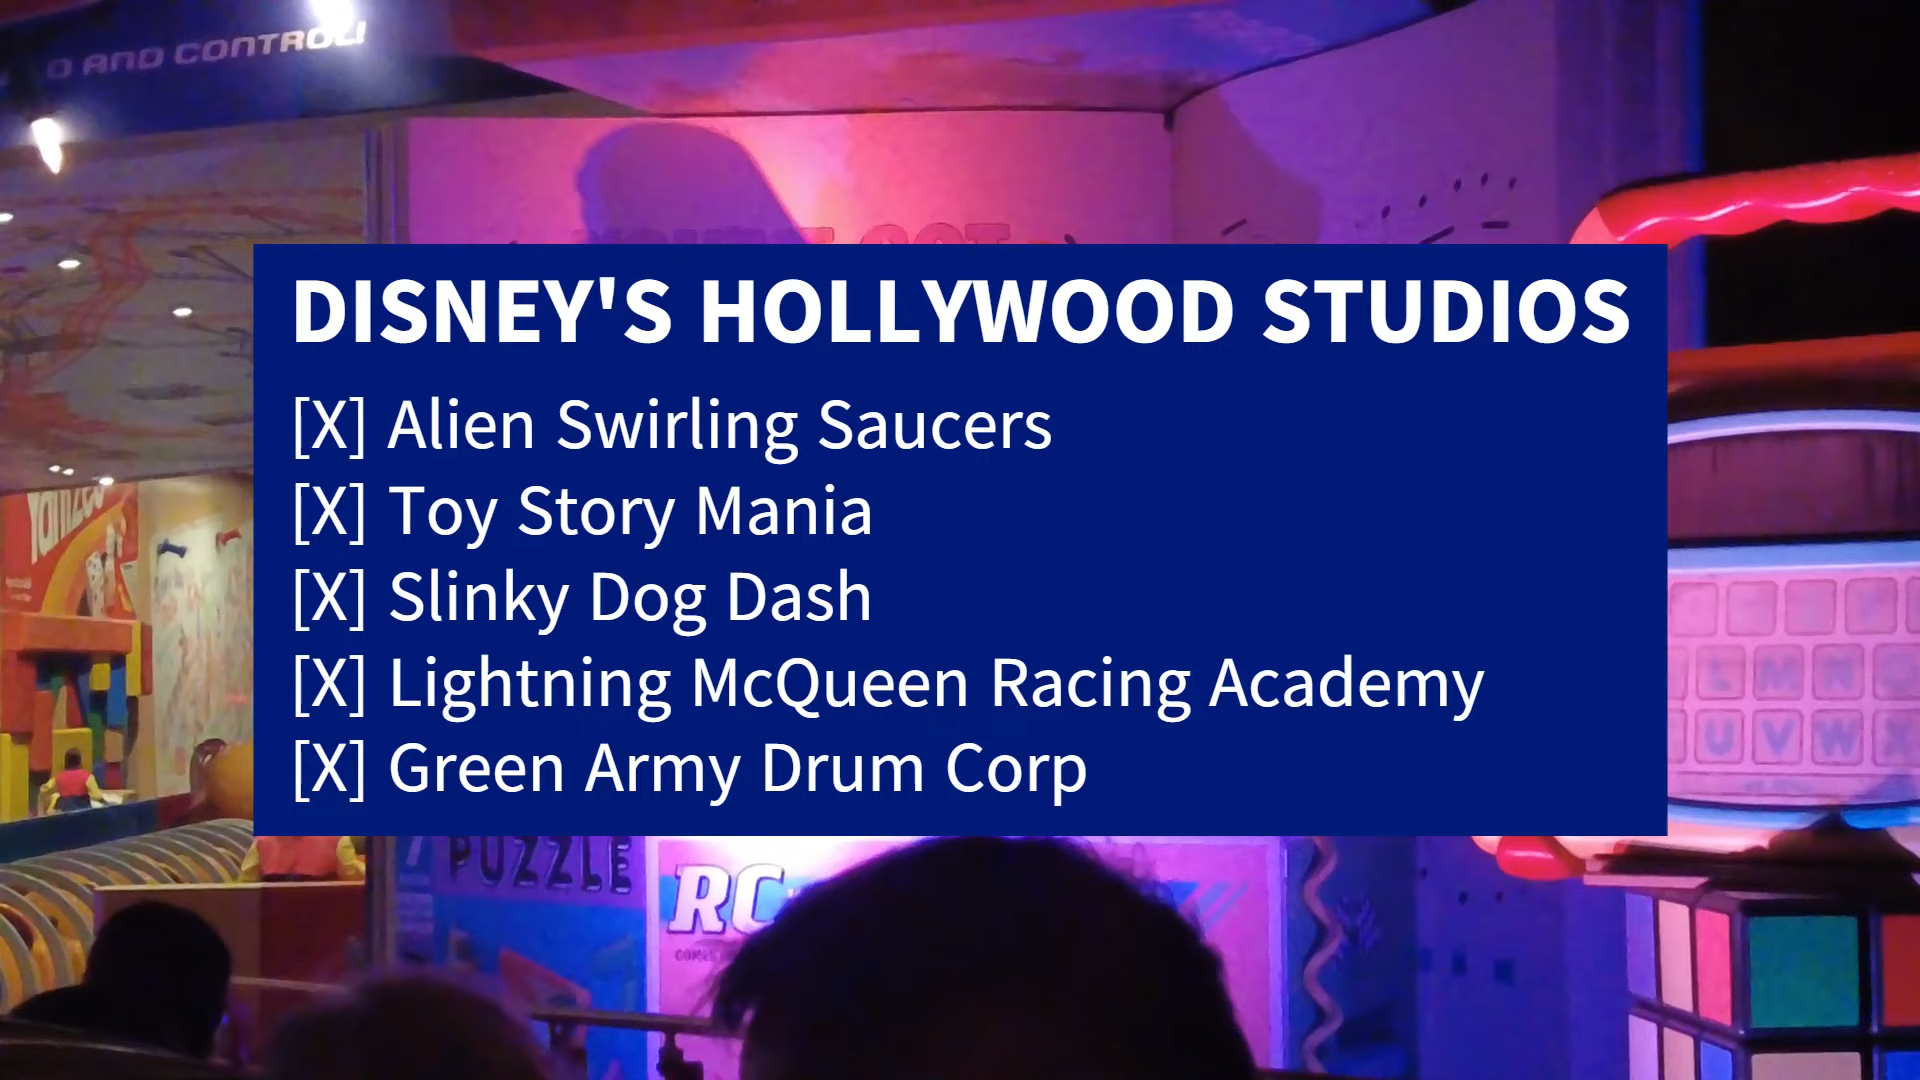 AND CONTROL!
DISNEY'S HOLLYWOOD STUDIOS
[X] Alien Swirling Saucers
[X] Toy Story Mania
[X] Slinky Dog Dash
[X] Lightning McQueen Racing Academy
[X] Green Army Drum Corp
PUZZLE
RC
L M N
U V W X